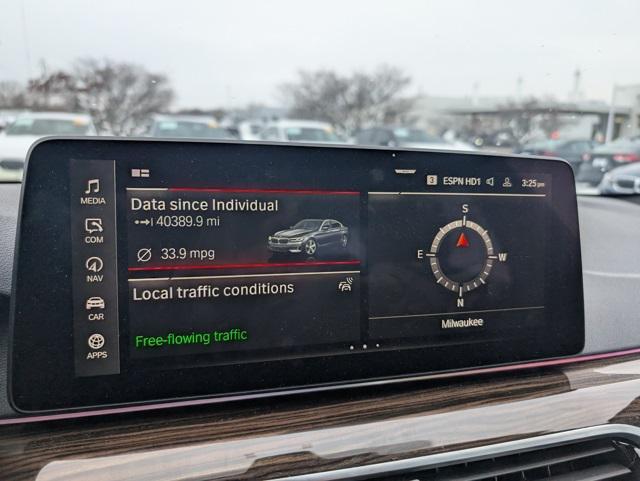 MEDIA
COM
NAV
CAR
APPS
3 ESPN HD1 3:25 pm
Data since Individual
40389.9 mi
33.9 mpg
Local traffic conditions
Free-flowing traffic
S
E W
N
Milwaukee